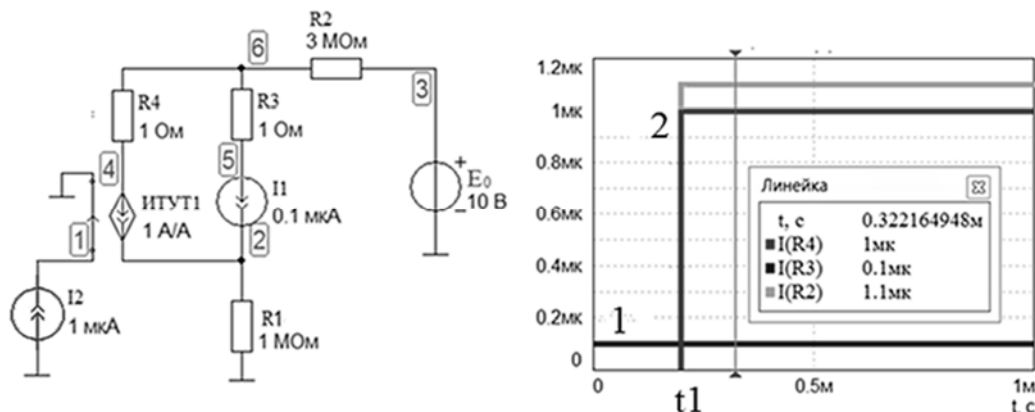 R2
3 МОм
6
3
R4
1 Ом
R3
1 Ом
4
5
ИТУТ1
1 А/А
I1
0.1 мкА
+
E₀
10 В
−
1
2
I2
1 мкА
R1
1 МОм
1.2мк
1мк
0.8мк
0.6мк
0.4мк
0.2мк
0
2
1
Линейка
t, c 0.322164948м
I(R4) 1мк
I(R3) 0.1мк
I(R2) 1.1мк
0 0.5м 1м
t1 t, c